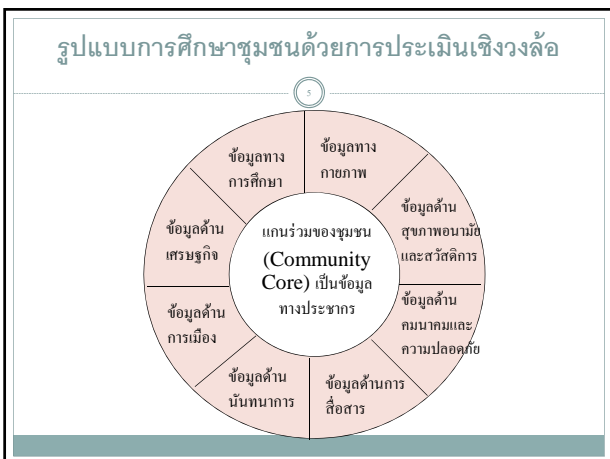 รูปแบบการศึกษาชุมชนด้วยการประเมินเชิงวงล้อ
5
ข้อมูลทาง
กายภาพ
ข้อมูลด้าน
สุขภาพอนามัย
และสวัสดิการ
ข้อมูลด้าน
คมนาคมและ
ความปลอดภัย
ข้อมูลด้านการ
สื่อสาร
ข้อมูลด้าน
นันทนาการ
ข้อมูลด้าน
การเมือง
ข้อมูลด้าน
เศรษฐกิจ
ข้อมูลทาง
การศึกษา
แกนร่วมของชุมชน
(Community
Core) เป็นข้อมูล
ทางประชากร